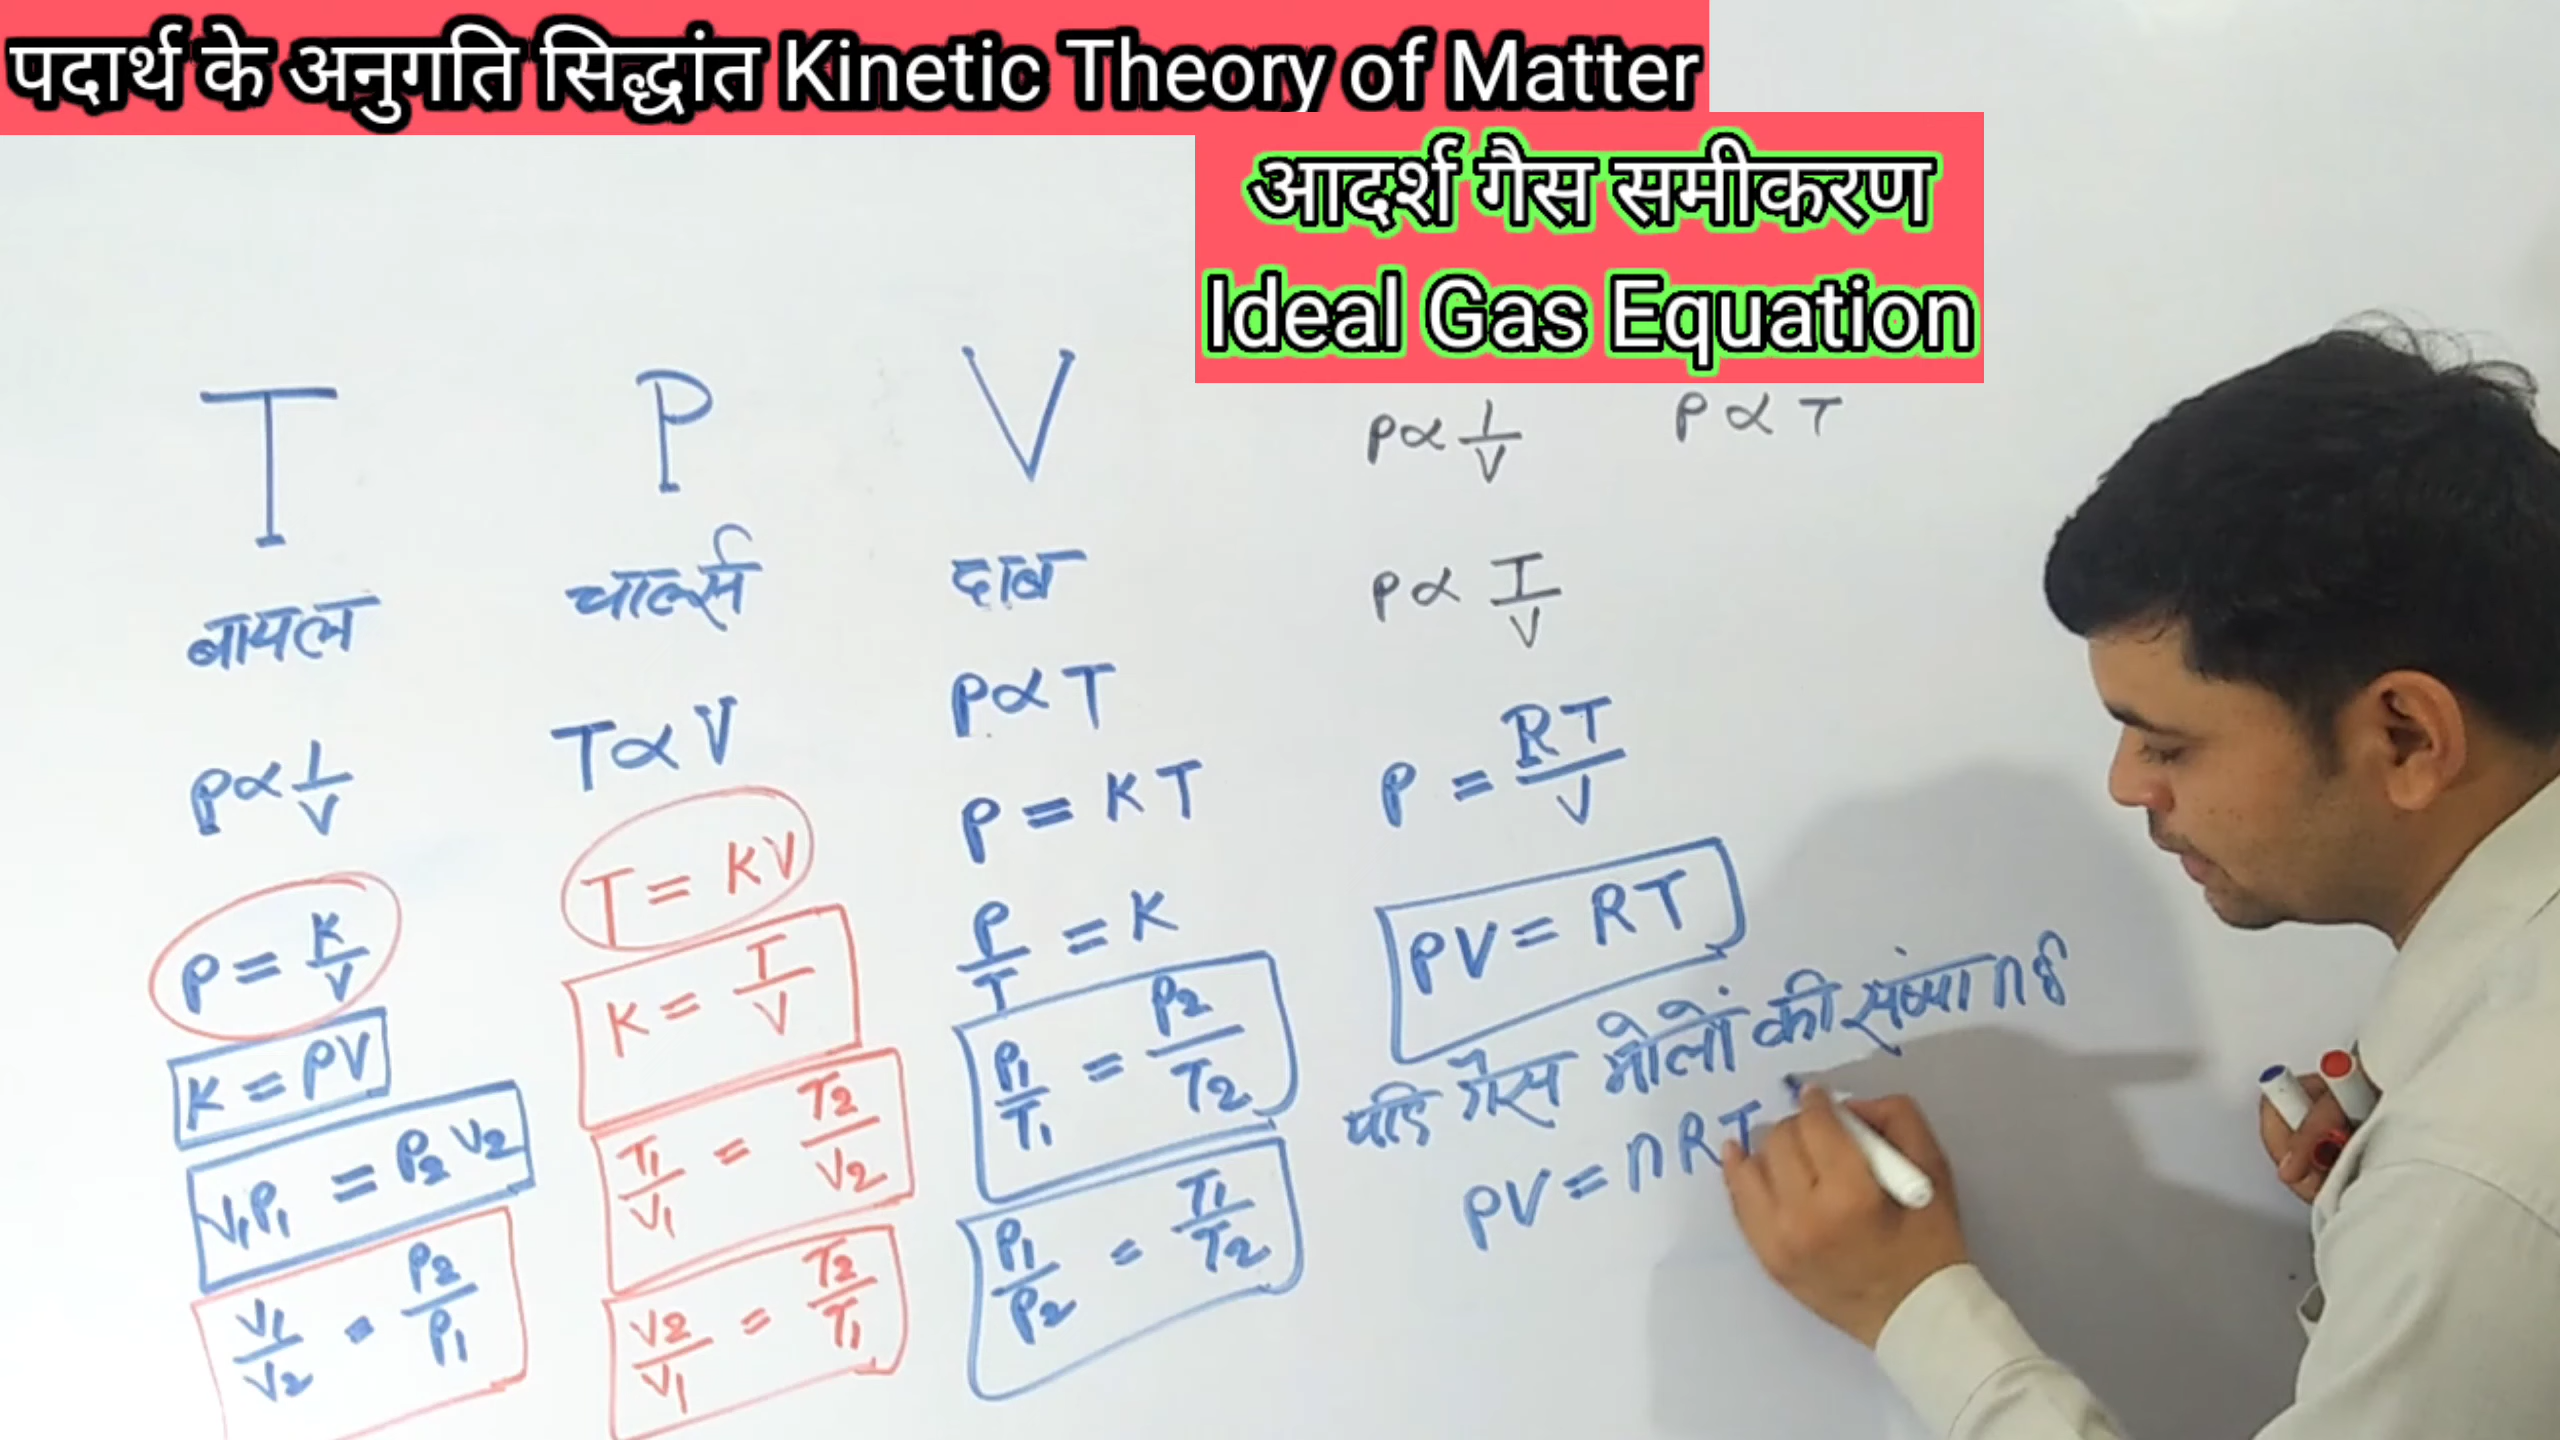 पदार्थ के अनुगति सिद्धांत Kinetic Theory of Matter
आदर्श गैस समीकरण
Ideal Gas Equation
T
बायल
P ∝ 1/V
P = K/V
K = PV
V₁P₁ = P₂V₂
V₁/V₂ = P₂/P₁
P
चार्ल्स
T ∝ V
T = KV
K = T/V
T₁/V₁ = T₂/V₂
V₂/V₁ = T₂/T₁
V
दाब
P ∝ T
P = KT
P/T = K
P₁/T₁ = P₂/T₂
P₁/P₂ = T₁/T₂
P ∝ 1/V P ∝ T
P ∝ T/V
P = RT/V
PV = RT
यदि गैस मोलों की संख्या n है
PV = nRT